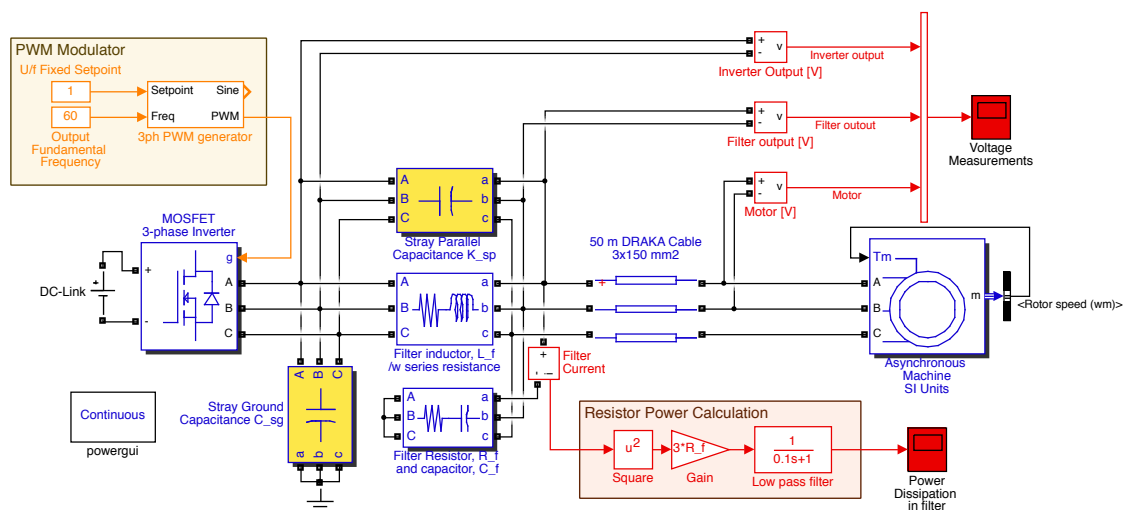 PWM Modulator
U/f Fixed Setpoint
1
60
Output
Fundamental
Frequency
Setpoint
Freq
Sine
PWM
3ph PWM generator
+
-
v
Inverter Output [V]
Inverter output
+
-
v
Filter output [V]
Filter outout
+
-
v
Motor [V]
Motor
Voltage
Measurements
A
B
C
a
b
c
Stray Parallel
Capacitance K_sp
MOSFET
3-phase Inverter
DC-Link
+
+
-
g
A
B
C
A
B
C
a
b
c
Filter inductor, L_f
/w series resistance
50 m DRAKA Cable
3x150 mm2
+
Tm
A
B
C
m
<Rotor speed (wm)>
Asynchronous
Machine
SI Units
A
B
C
a
b
c
Stray Ground
Capacitance C_sg
A
B
C
a
b
c
Filter Resistor, R_f
and capacitor, C_f
+
-
i
Filter
Current
Continuous
powergui
Resistor Power Calculation
u2
Square
3*R_f
Gain
1
0.1s+1
Low pass filter
Power
Dissipation
in filter